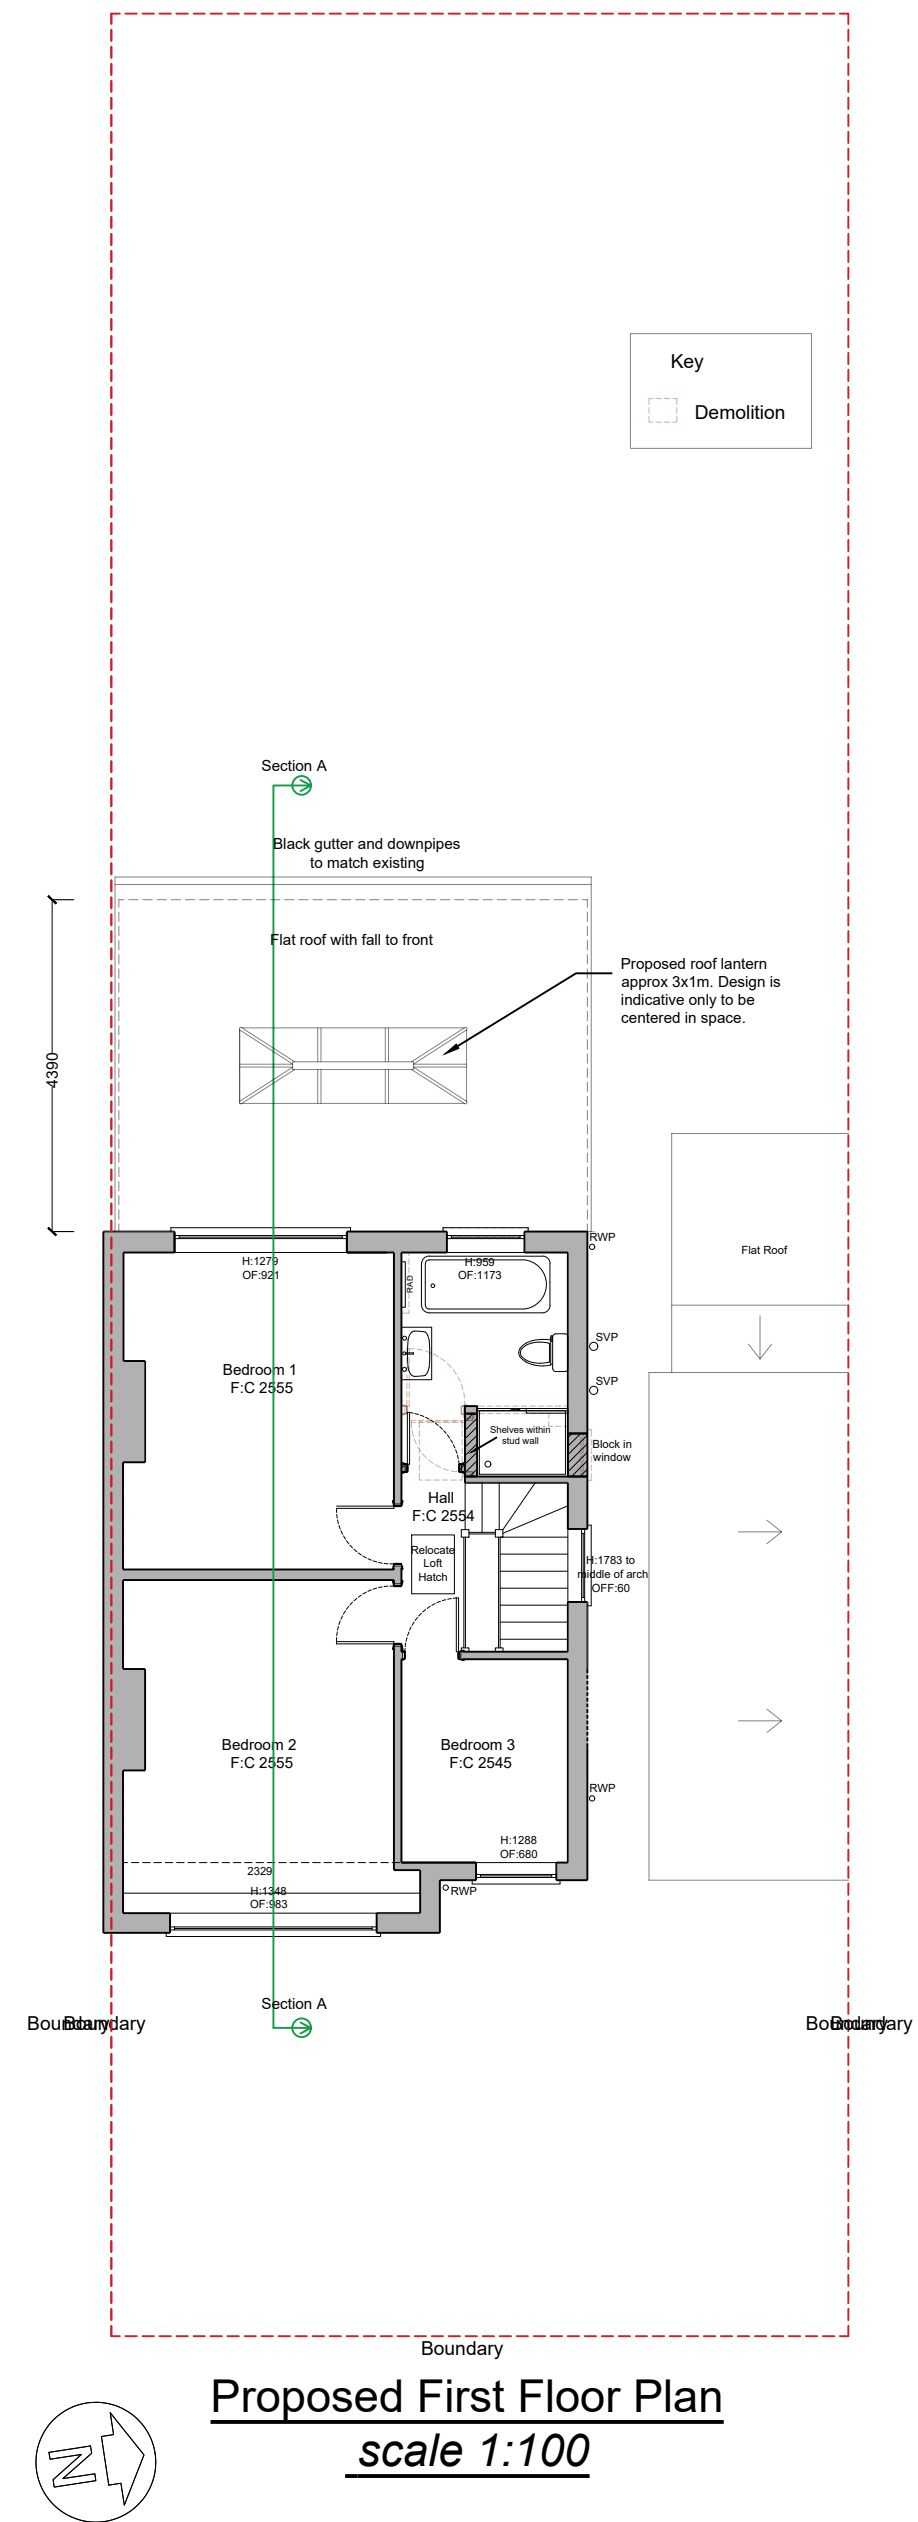 Key
Demolition
Section A
Black gutter and downpipes
to match existing
Flat roof with fall to front
Proposed roof lantern
approx 3x1m. Design is
indicative only to be
centered in space.
4390
RWP
H:1279
OF:921
H:959
OF:1173
RAD
Flat Roof
SVP
Bedroom 1
F:C 2555
SVP
Shelves within
stud wall
Block in
window
Hall
F:C 2554
Relocate
Loft
Hatch
H:1783 to
middle of arch
OFF:60
Bedroom 2
F:C 2555
Bedroom 3
F:C 2545
RWP
H:1288
OF:680
2329
H:1348
OF:983
RWP
Section A
Boundary
Boundary
Boundary
Boundary
Boundary
Proposed First Floor Plan
scale 1:100
N